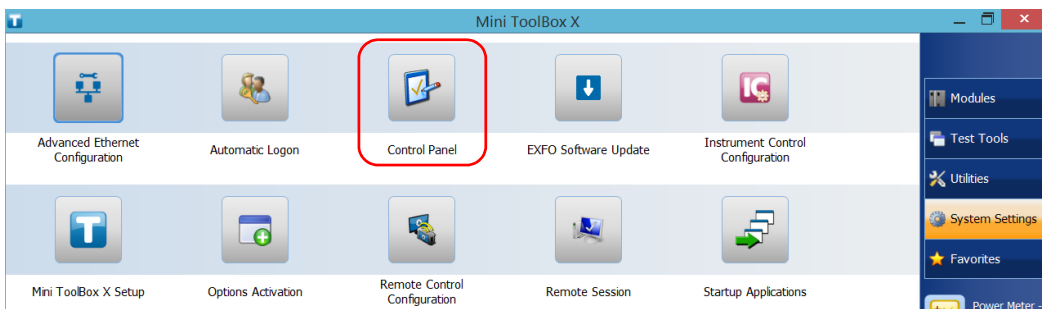 Mini ToolBox X
Advanced Ethernet
Configuration
Automatic Logon
Control Panel
EXFO Software Update
Instrument Control
Configuration
Mini ToolBox X Setup
Options Activation
Remote Control
Configuration
Remote Session
Startup Applications
Modules
Test Tools
Utilities
System Settings
Favorites
Power Meter -